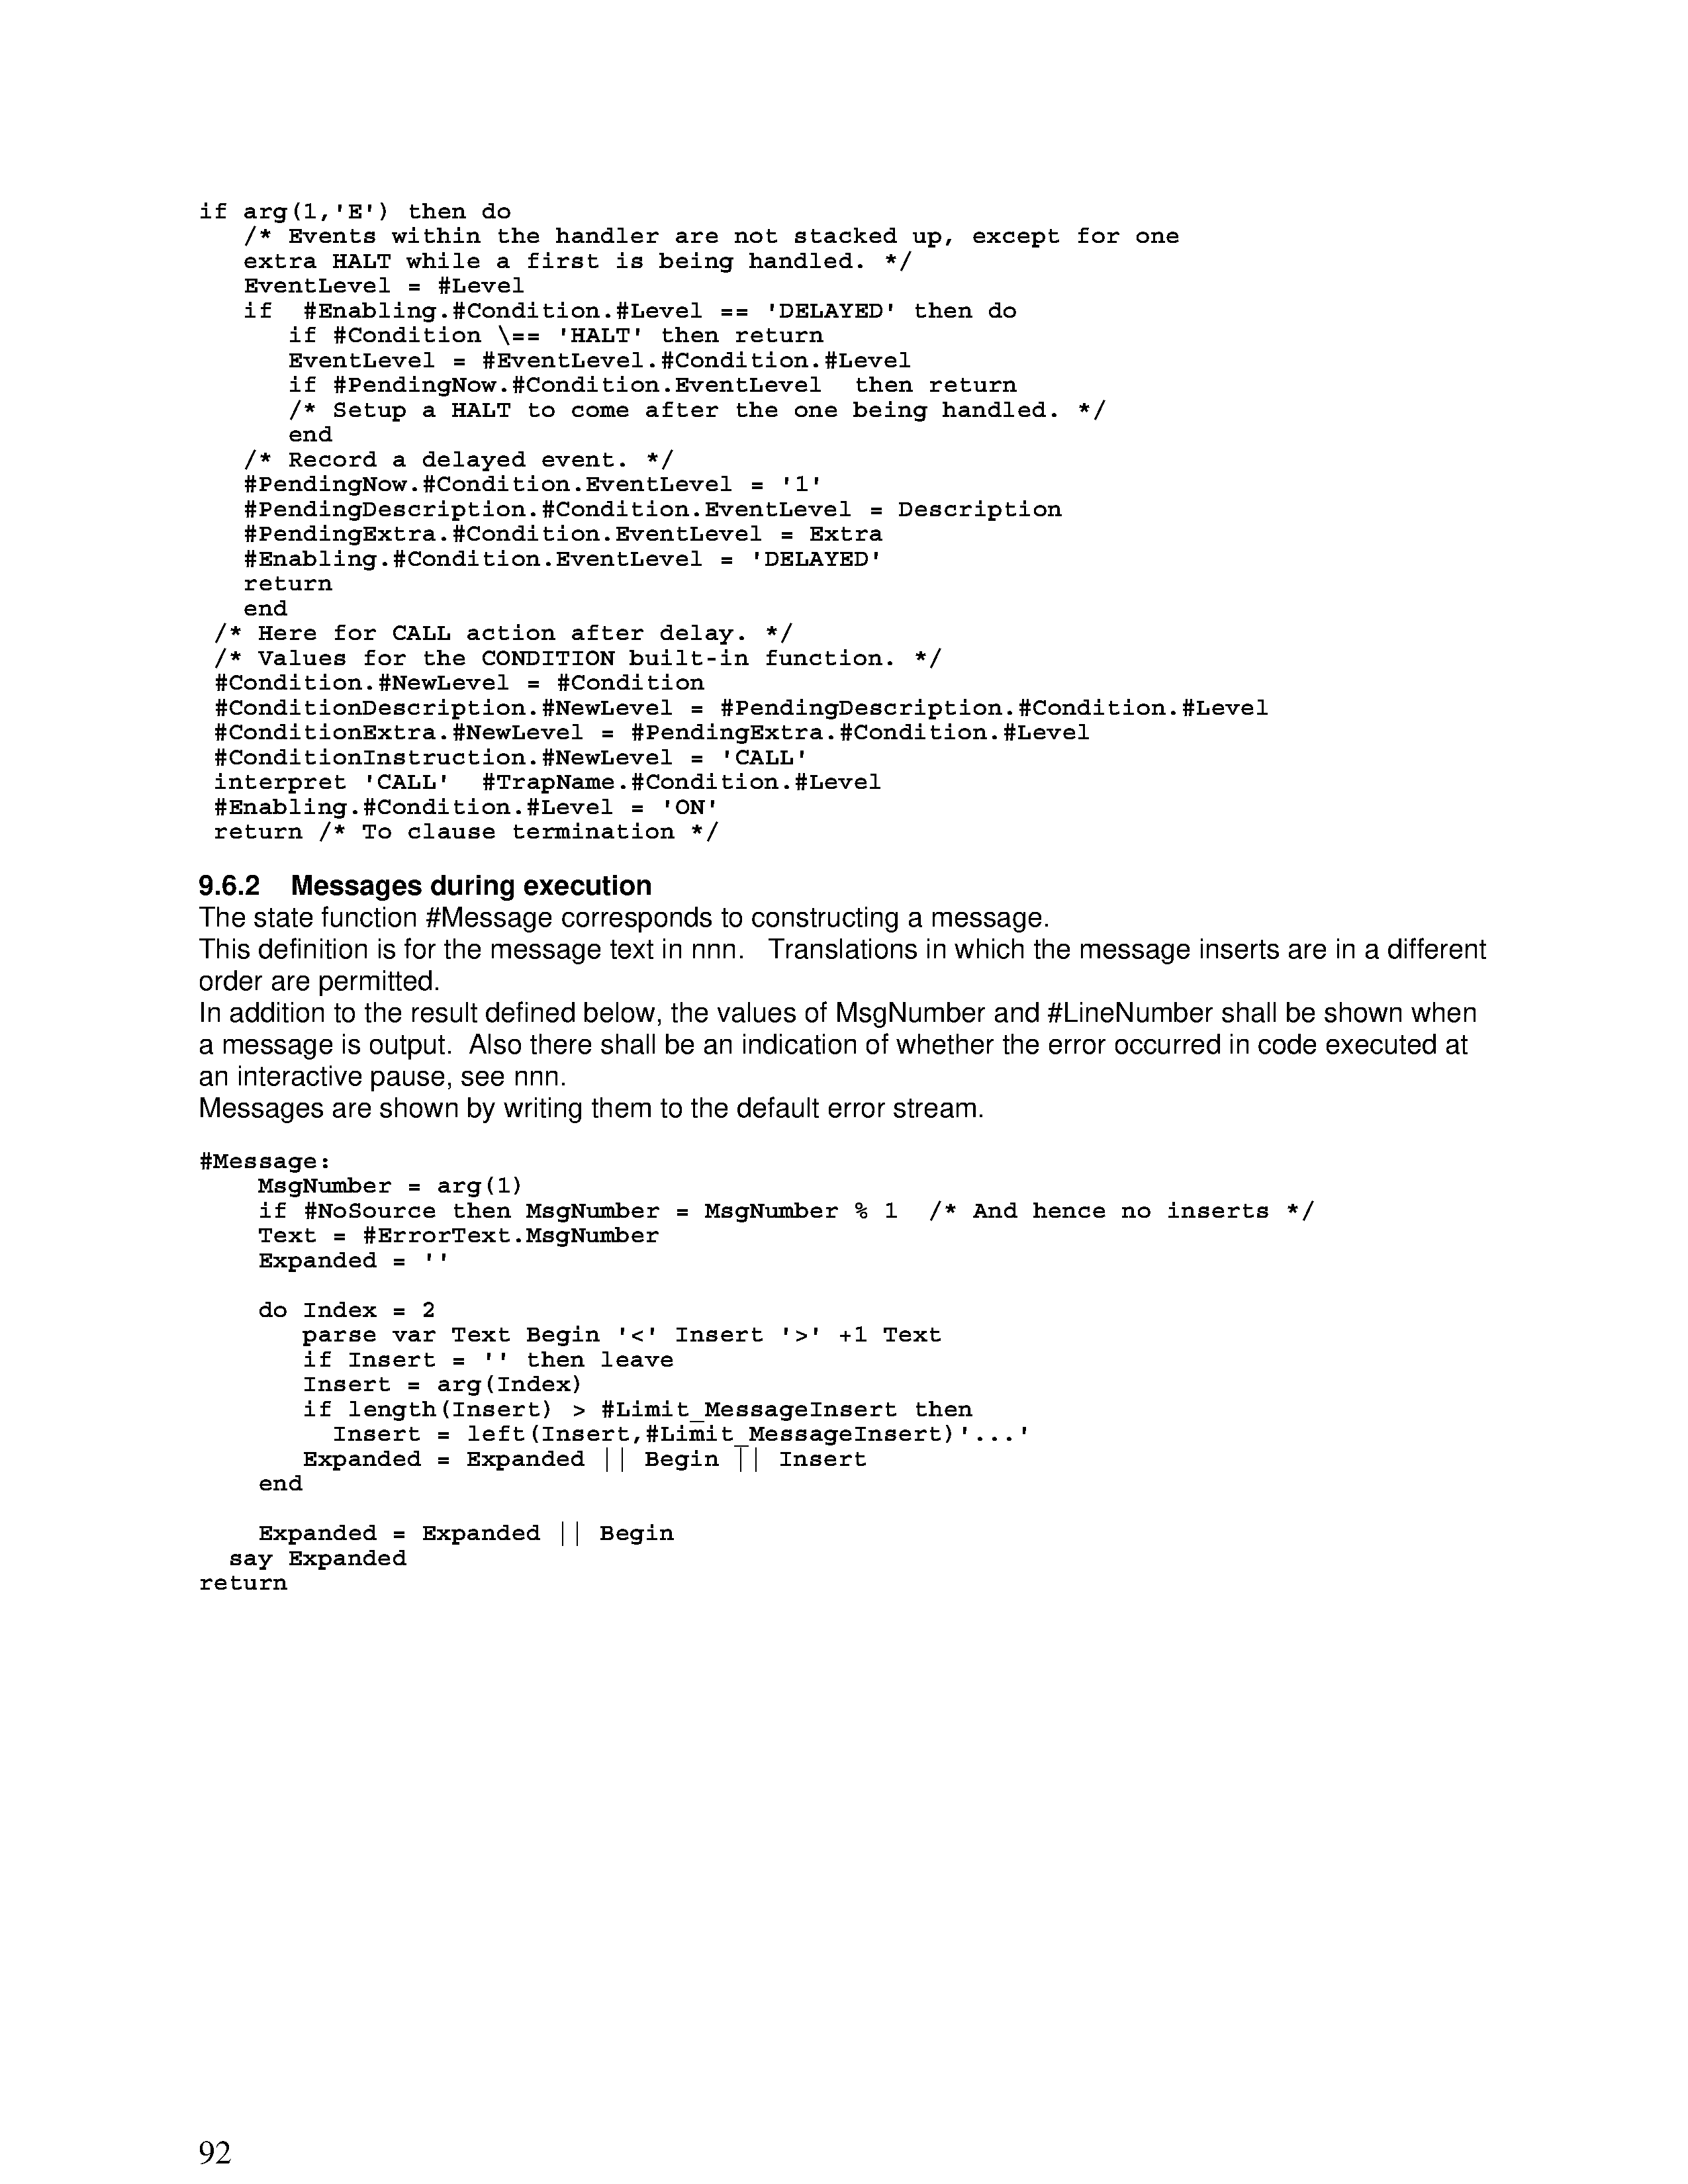 if arg(1,'E') then do
   /* Events within the handler are not stacked up, except for one
   extra HALT while a first is being handled. */
   EventLevel = #Level
   if  #Enabling.#Condition.#Level == 'DELAYED' then do
      if #Condition \== 'HALT' then return
      EventLevel = #EventLevel.#Condition.#Level
      if #PendingNow.#Condition.EventLevel  then return
      /* Setup a HALT to come after the one being handled. */
      end
   /* Record a delayed event. */
   #PendingNow.#Condition.EventLevel = '1'
   #PendingDescription.#Condition.EventLevel = Description
   #PendingExtra.#Condition.EventLevel = Extra
   #Enabling.#Condition.EventLevel = 'DELAYED'
   return
   end
 /* Here for CALL action after delay. */
 /* Values for the CONDITION built-in function. */
 #Condition.#NewLevel = #Condition
 #ConditionDescription.#NewLevel = #PendingDescription.#Condition.#Level
 #ConditionExtra.#NewLevel = #PendingExtra.#Condition.#Level
 #ConditionInstruction.#NewLevel = 'CALL'
 interpret 'CALL'  #TrapName.#Condition.#Level
 #Enabling.#Condition.#Level = 'ON'
 return /* To clause termination */
9.6.2 Messages during execution
The state function #Message corresponds to constructing a message.
This definition is for the message text in nnn. Translations in which the message inserts are in a different
order are permitted.
In addition to the result defined below, the values of MsgNumber and #LineNumber shall be shown when
a message is output. Also there shall be an indication of whether the error occurred in code executed at
an interactive pause, see nnn.
Messages are shown by writing them to the default error stream.
#Message:
    MsgNumber = arg(1)
    if #NoSource then MsgNumber = MsgNumber % 1  /* And hence no inserts */
    Text = #ErrorText.MsgNumber
    Expanded = ''
    do Index = 2
       parse var Text Begin '<' Insert '>' +1 Text
       if Insert = '' then leave
       Insert = arg(Index)
       if length(Insert) > #Limit_MessageInsert then
         Insert = left(Insert,#Limit_MessageInsert)'...'
       Expanded = Expanded || Begin || Insert
    end
    Expanded = Expanded || Begin
  say Expanded
return
92